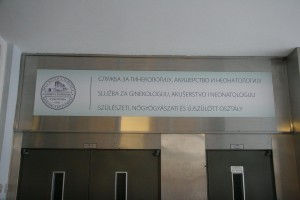 СЛУЖБА ЗА ГИНЕКОЛОГИЈУ, АКУШЕРСТВО И НЕОНАТОЛОГИЈУ
SLUŽBA ZA GINEKOLOGIJU, AKUŠERSTVO I NEONATOLOGIJU
SZÜLÉSZETI, NŐGYÓGYÁSZATI ÉS ÚJSZÜLÖTT OSZTÁLY